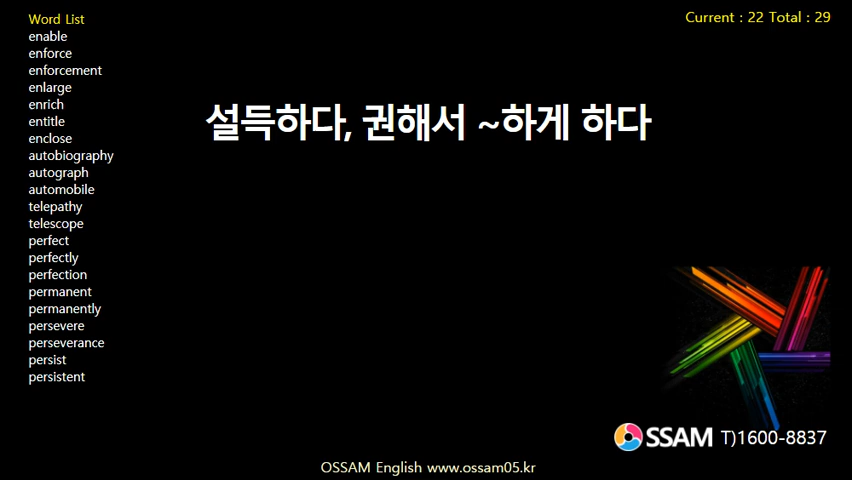 Word List
enable
enforce
enforcement
enlarge
enrich
entitle
enclose
autobiography
autograph
automobile
telepathy
telescope
perfect
perfectly
perfection
permanent
permanently
persevere
perseverance
persist
persistent
Current : 22 Total : 29
설득하다, 권해서 ~하게 하다
OSSAM T)1600-8837
OSSAM English www.ossam05.kr